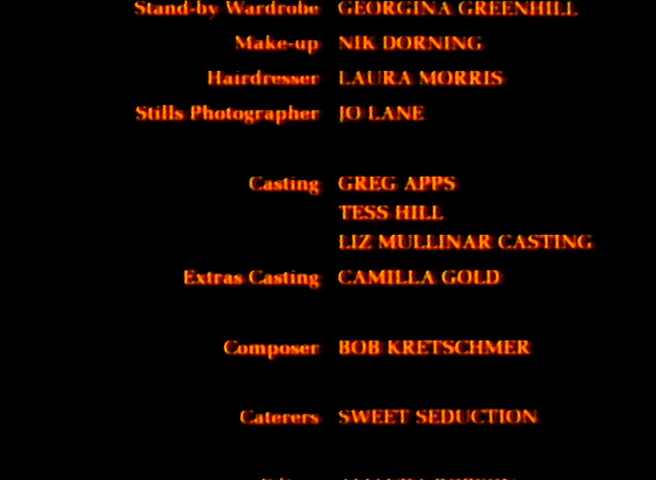 Stand-by Wardrobe GEORGINA GREENHILL
Make-up NIK DORNING
Hairdresser LAURA MORRIS
Stills Photographer JO LANE
Casting GREG APPS
TESS HILL
LIZ MULLINAR CASTING
Extras Casting CAMILLA GOLD
Composer BOB KRETSCHMER
Caterers SWEET SEDUCTION